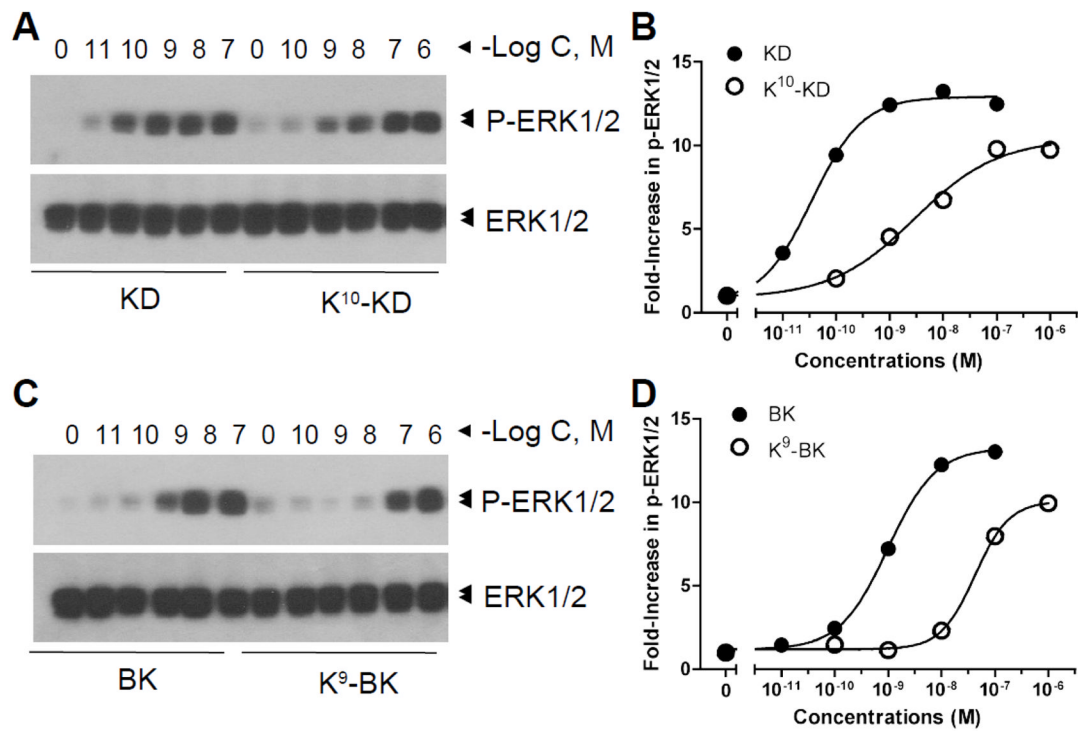 A
0 11 10 9 8 7 0 10 9 8 7 6 -Log C, M
P-ERK1/2
ERK1/2
KD K¹⁰-KD
B
KD
K¹⁰-KD
Fold-Increase in p-ERK1/2
15
10
5
0
0 10⁻¹¹ 10⁻¹⁰ 10⁻⁹ 10⁻⁸ 10⁻⁷ 10⁻⁶
Concentrations (M)
C
0 11 10 9 8 7 0 10 9 8 7 6 -Log C, M
P-ERK1/2
ERK1/2
BK K⁹-BK
D
BK
K⁹-BK
Fold-Increase in p-ERK1/2
15
10
5
0
0 10⁻¹¹ 10⁻¹⁰ 10⁻⁹ 10⁻⁸ 10⁻⁷ 10⁻⁶
Concentrations (M)